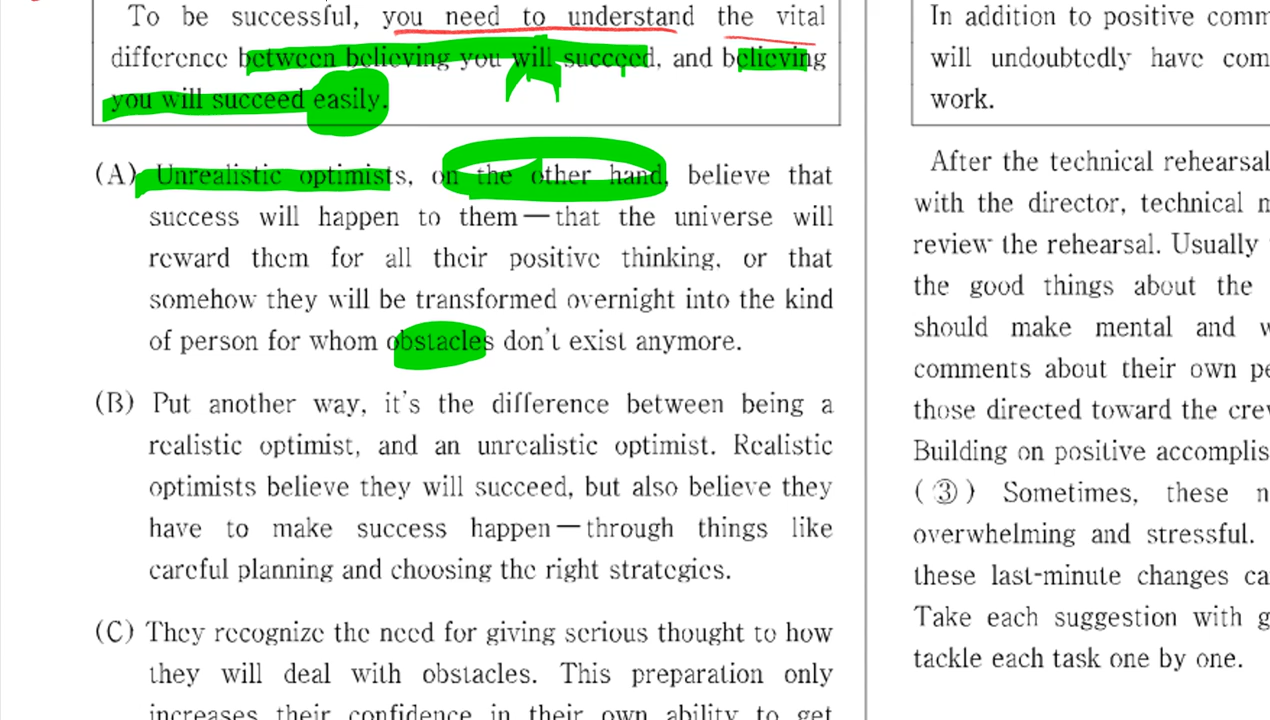 To be successful, you need to understand the vital
difference between believing you will succeed, and believing
you will succeed easily.
(A) Unrealistic optimists, on the other hand, believe that
success will happen to them — that the universe will
reward them for all their positive thinking, or that
somehow they will be transformed overnight into the kind
of person for whom obstacles don't exist anymore.
(B) Put another way, it's the difference between being a
realistic optimist, and an unrealistic optimist. Realistic
optimists believe they will succeed, but also believe they
have to make success happen — through things like
careful planning and choosing the right strategies.
(C) They recognize the need for giving serious thought to how
they will deal with obstacles. This preparation only
increases their confidence in their own ability to get
In addition to positive comm
will undoubtedly have com
work.
After the technical rehearsal
with the director, technical m
review the rehearsal. Usually
the good things about the
should make mental and w
comments about their own pe
those directed toward the crew
Building on positive accomplis
( ③ ) Sometimes, these n
overwhelming and stressful.
these last-minute changes ca
Take each suggestion with g
tackle each task one by one.